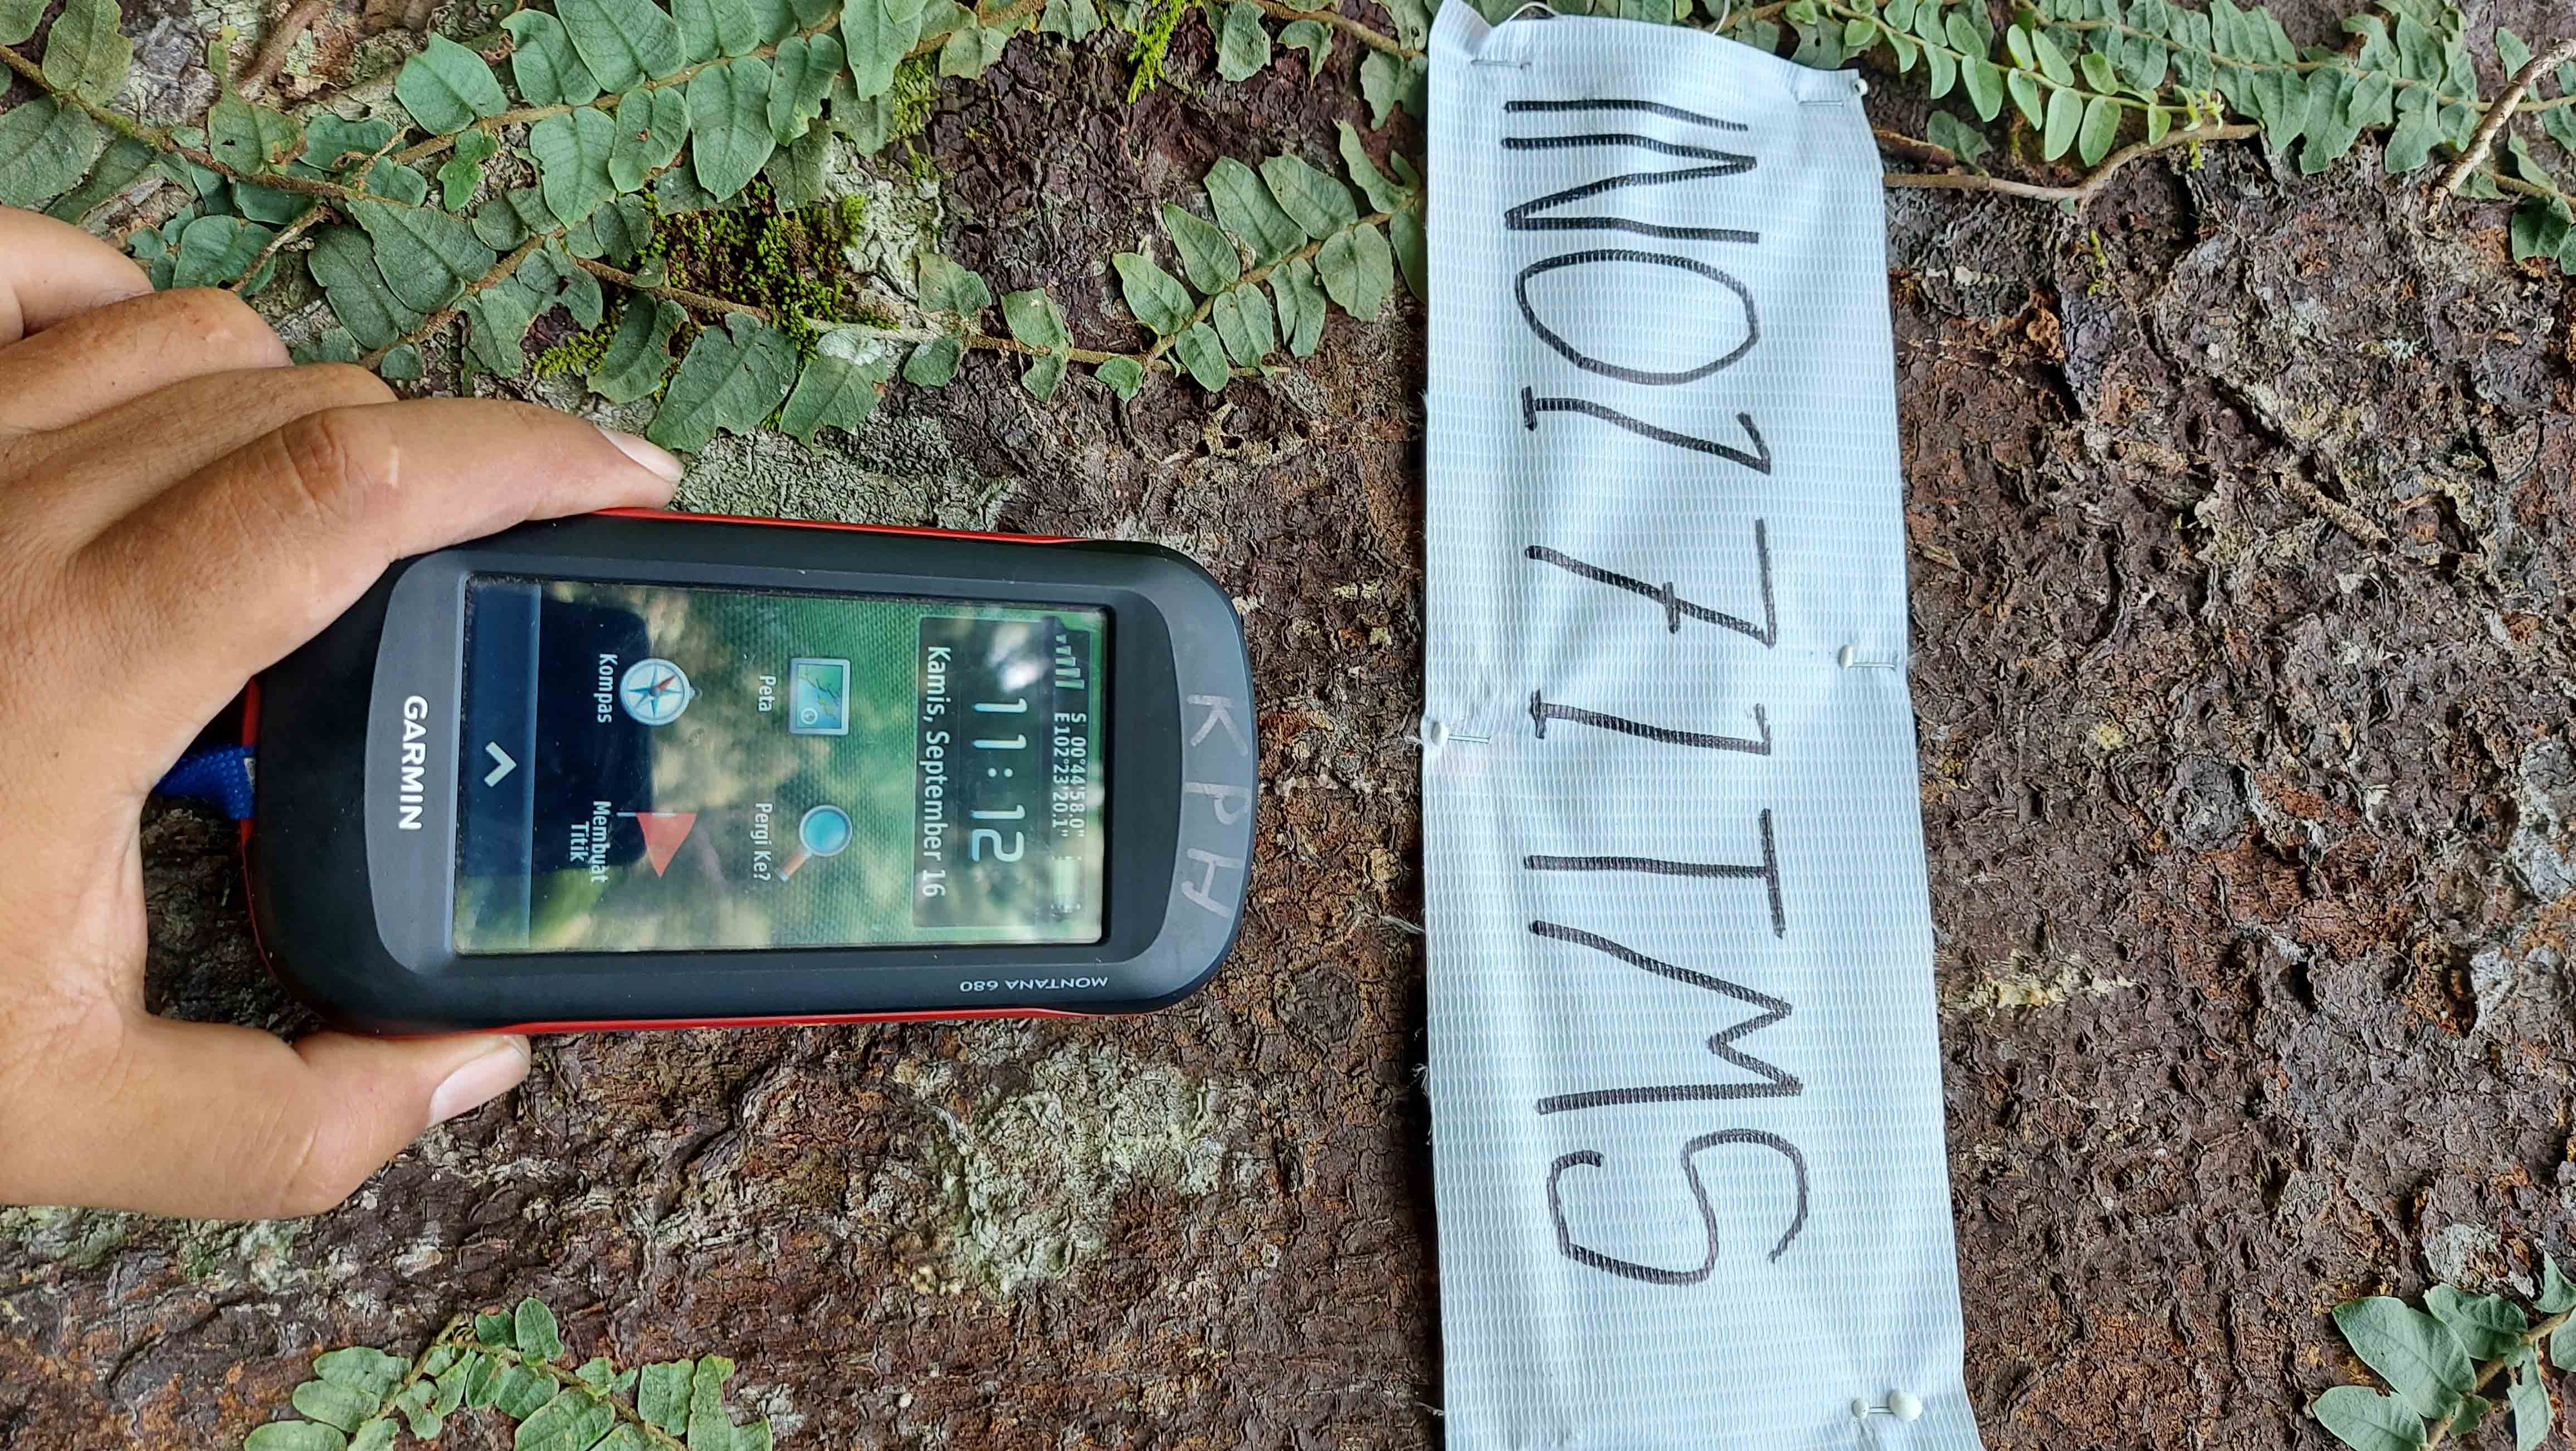 KPH
S 00°44'58.0"
E102°23'20.1"
11:12
Kamis, September 16
Peta
Pergi Ke?
Kompas
Membuat
Titik
GARMIN
MONTANA 680
INO171TMS